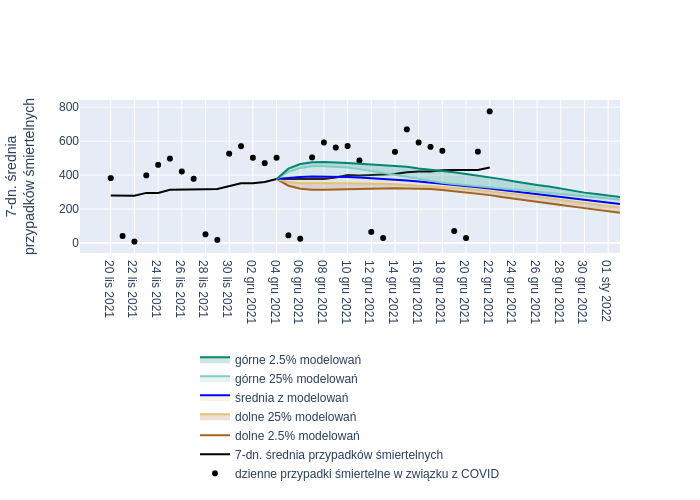 7-dn. średnia
przypadków śmiertelnych
800
600
400
200
0
20 lis 2021
22 lis 2021
24 lis 2021
26 lis 2021
28 lis 2021
30 lis 2021
02 gru 2021
04 gru 2021
06 gru 2021
08 gru 2021
10 gru 2021
12 gru 2021
14 gru 2021
16 gru 2021
18 gru 2021
20 gru 2021
22 gru 2021
24 gru 2021
26 gru 2021
28 gru 2021
30 gru 2021
01 sty 2022
górne 2.5% modelowań
górne 25% modelowań
średnia z modelowań
dolne 25% modelowań
dolne 2.5% modelowań
7-dn. średnia przypadków śmiertelnych
dzienne przypadki śmiertelne w związku z COVID